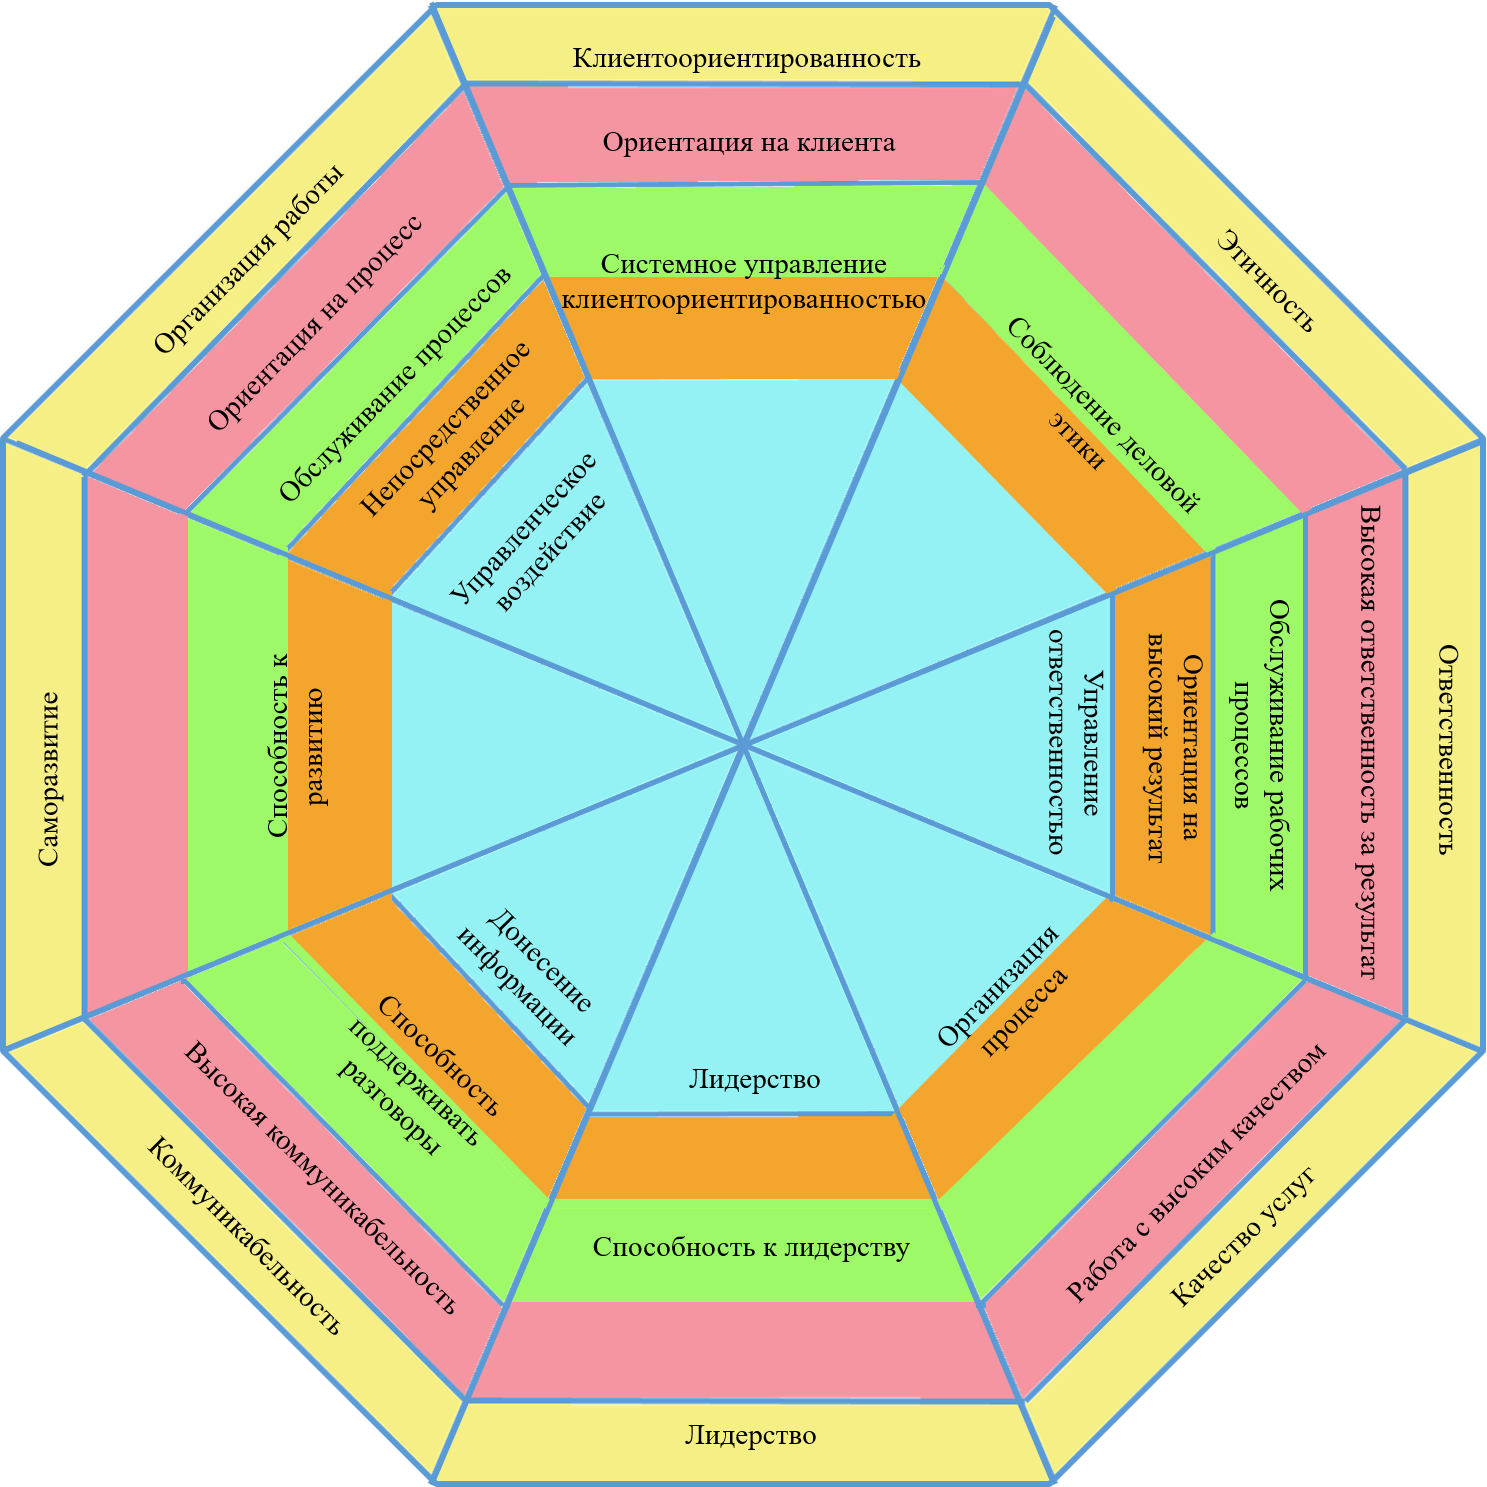 Клиентоориентированность
Ориентация на клиента
Системное управление
клиентоориентированностью
Этичность
Соблюдение деловой
этики
Ответственность
Высокая ответственность за результат
Обслуживание рабочих
процессов
Ориентация на
высокий результат
Управление
ответственностью
Качество услуг
Работа с высоким качеством
Организация
процесса
Лидерство
Способность к лидерству
Лидерство
Коммуникабельность
Высокая коммуникабельность
Способность
поддерживать
разговоры
Донесение
информации
Саморазвитие
Способность к
развитию
Организация работы
Ориентация на процесс
Обслуживание процессов
Непосредственное
управление
Управленческое
воздействие